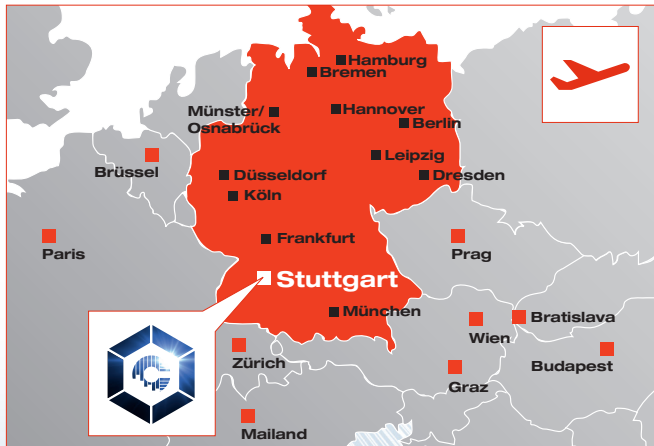 Hamburg
Bremen
Münster/
Osnabrück
Hannover
Berlin
Brüssel
Leipzig
Düsseldorf
Dresden
Köln
Paris
Frankfurt
Prag
Stuttgart
München
Bratislava
Wien
Zürich
Budapest
Graz
Mailand